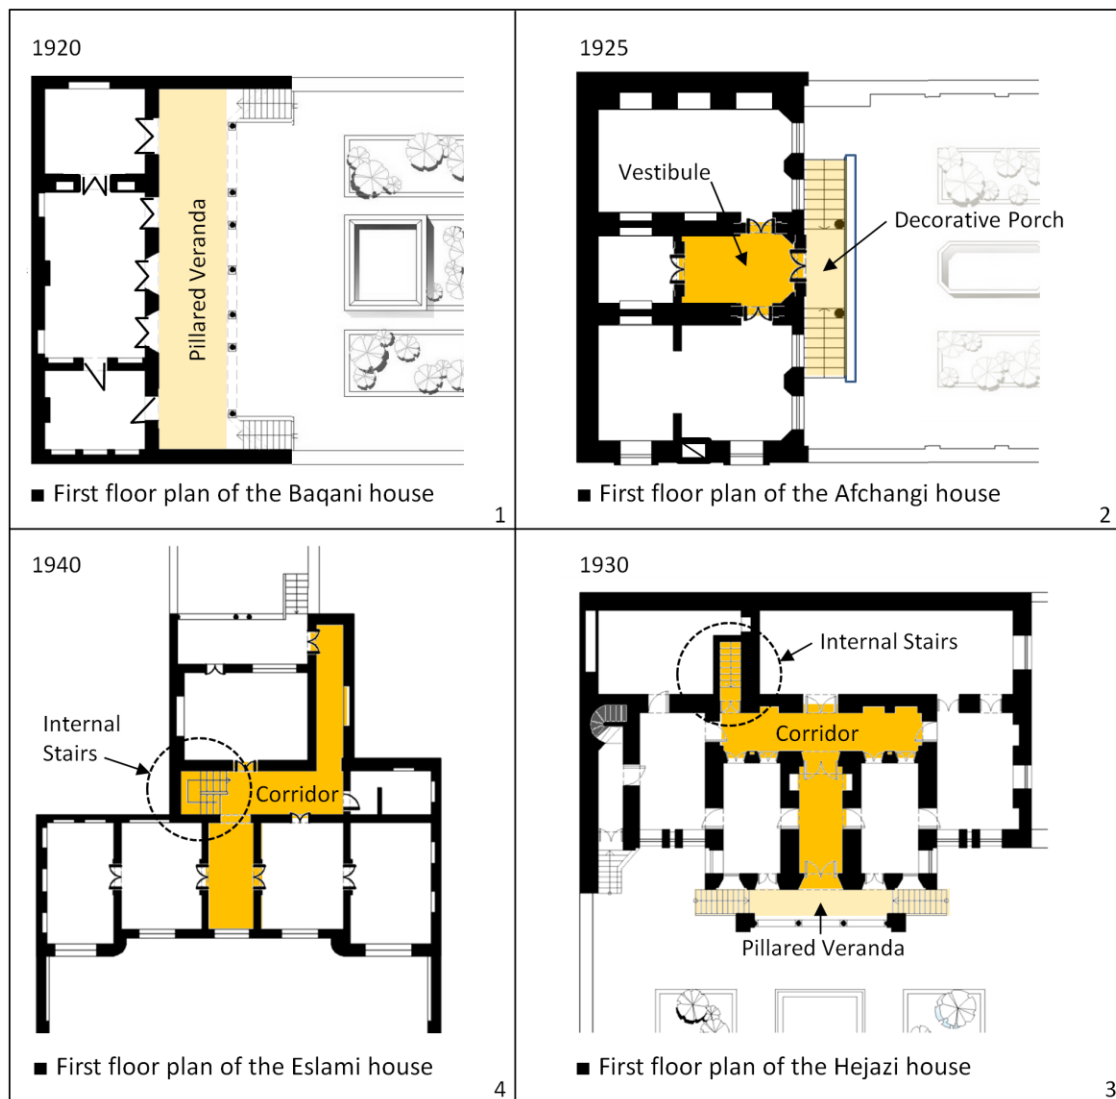 1920
Pillared Veranda
■ First floor plan of the Baqani house
1
1925
Vestibule
Decorative Porch
■ First floor plan of the Afchangi house
2
1940
Internal
Stairs
Corridor
■ First floor plan of the Eslami house
4
1930
Internal Stairs
Corridor
Pillared Veranda
■ First floor plan of the Hejazi house
3